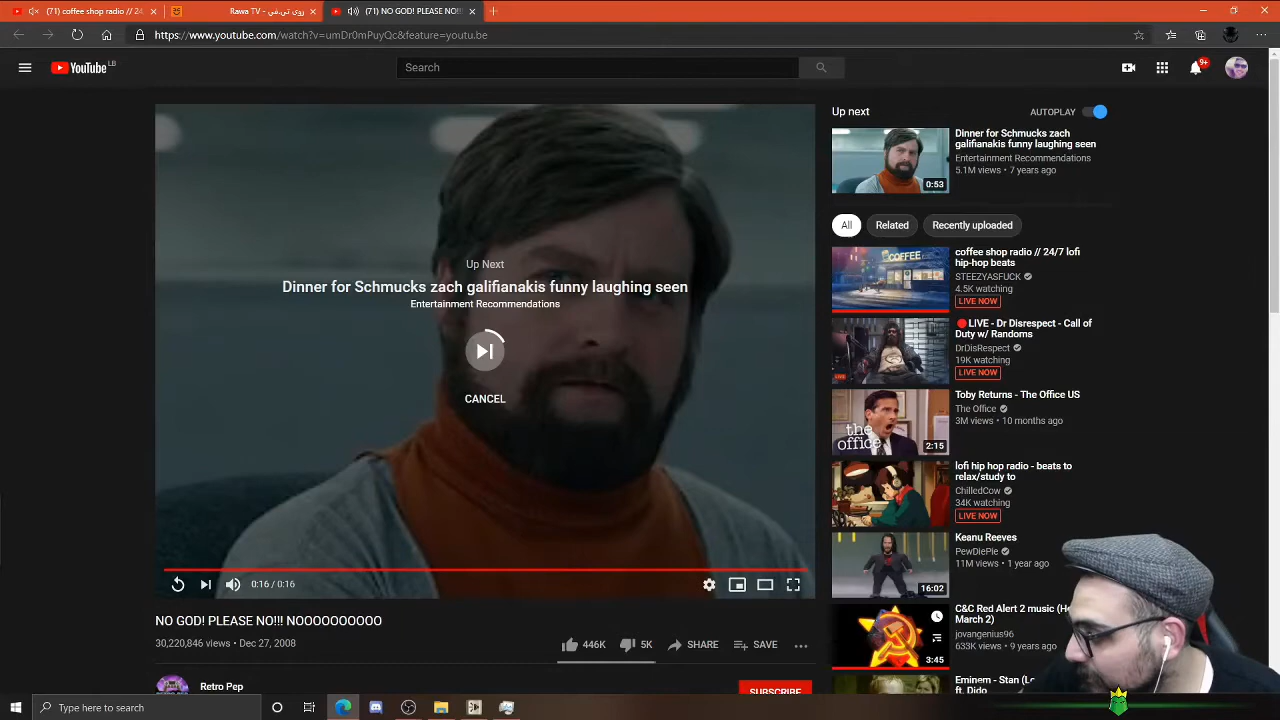 (71) coffee shop radio // 24
Rawa TV - روى تي.في
(71) NO GOD! PLEASE NO!!!
https://www.youtube.com/watch?v=umDr0mPuyQc&feature=youtu.be
YouTube LB
Search
9+
Up Next
Dinner for Schmucks zach galifianakis funny laughing seen
Entertainment Recommendations
CANCEL
0:16 / 0:16
NO GOD! PLEASE NO!!! NOOOOOOOOOO
30,220,846 views • Dec 27, 2008
446K
5K
SHARE
SAVE
Retro Pep
SUBSCRIBE
Up next
AUTOPLAY
Dinner for Schmucks zach
galifianakis funny laughing seen
Entertainment Recommendations
5.1M views • 7 years ago
0:53
All
Related
Recently uploaded
COFFEE
coffee shop radio // 24/7 lofi
hip-hop beats
STEEZYASFUCK
4.5K watching
LIVE NOW
LIVE
🔴LIVE - Dr Disrespect - Call of
Duty w/ Randoms
DrDisRespect
19K watching
LIVE NOW
the
office
2:15
Toby Returns - The Office US
The Office
3M views • 10 months ago
lofi hip hop radio - beats to
relax/study to
ChilledCow
34K watching
LIVE NOW
16:02
Keanu Reeves
PewDiePie
11M views • 1 year ago
3:45
C&C Red Alert 2 music (He
March 2)
jovangenius96
633K views • 9 years ago
Eminem - Stan (Lo
ft. Dido
Type here to search